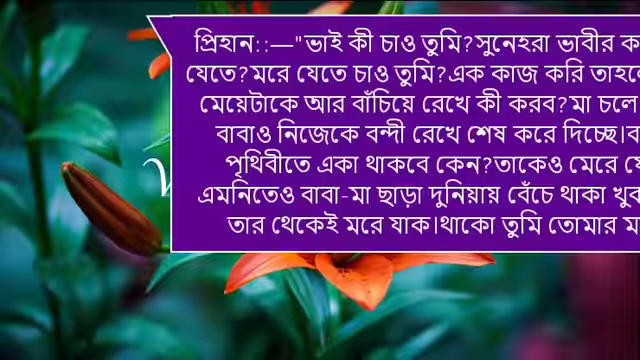 প্রিহান::—"ভাই কী চাও তুমি?সুনেহরা ভাবীর ক
যেতে?মরে যেতে চাও তুমি?এক কাজ করি তাহলে
মেয়েটাকে আর বাঁচিয়ে রেখে কী করব?মা চলে
বাবাও নিজেকে বন্দী রেখে শেষ করে দিচ্ছে।ব
পৃথিবীতে একা থাকবে কেন?তাকেও মেরে ফে
এমনিতেও বাবা-মা ছাড়া দুনিয়ায় বেঁচে থাকা খুব
তার থেকেই মরে যাক।থাকো তুমি তোমার ম